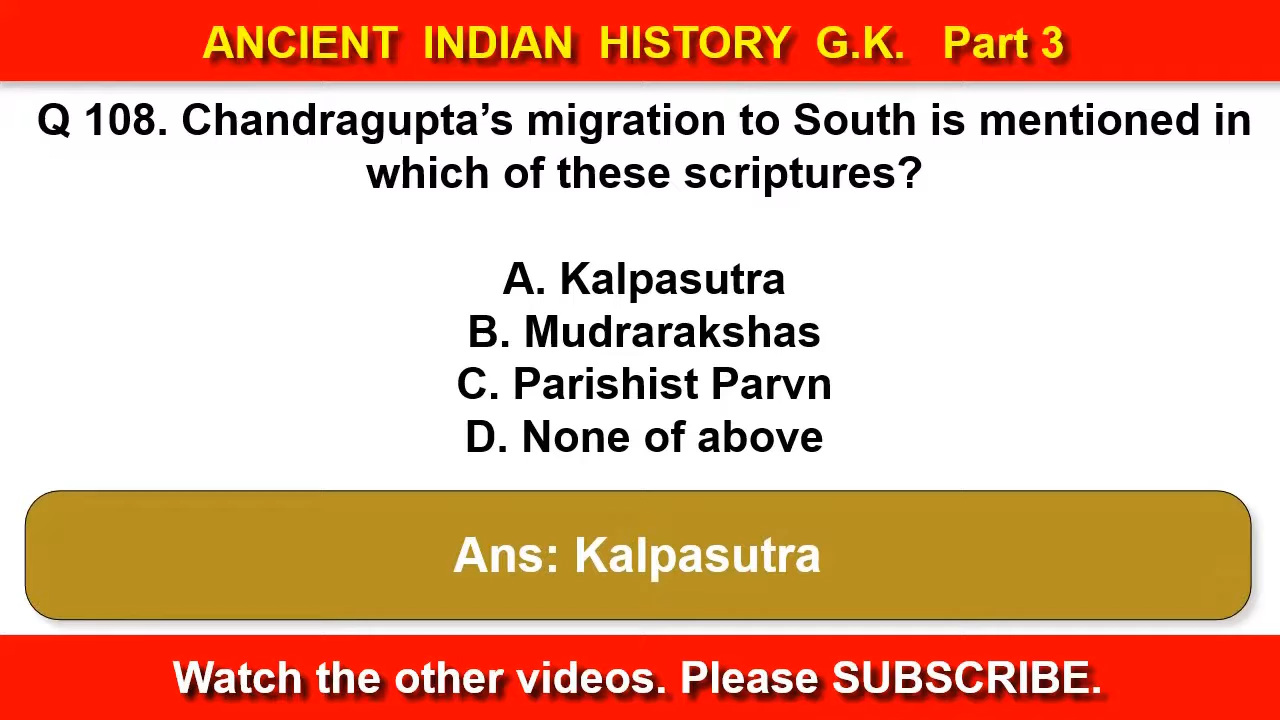 ANCIENT INDIAN HISTORY G.K. Part 3
Q 108. Chandragupta’s migration to South is mentioned in
which of these scriptures?
A. Kalpasutra
B. Mudrarakshas
C. Parishist Parvn
D. None of above
Ans: Kalpasutra
Watch the other videos. Please SUBSCRIBE.